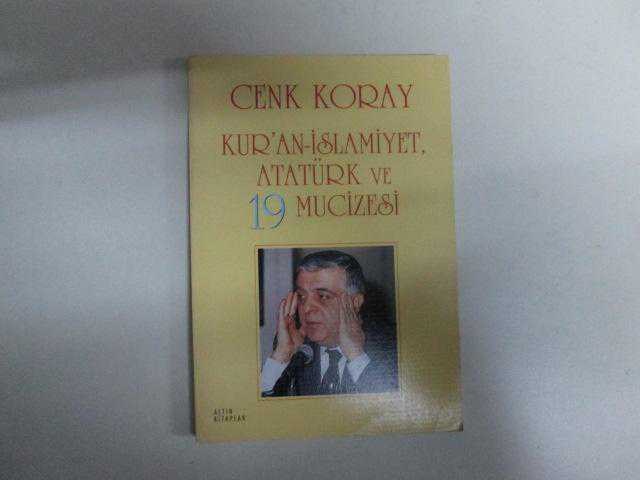 CENK KORAY
KUR'AN-İSLAMİYET,
ATATÜRK VE
19 MUCİZESİ
ALTIN
KİTAPLAR